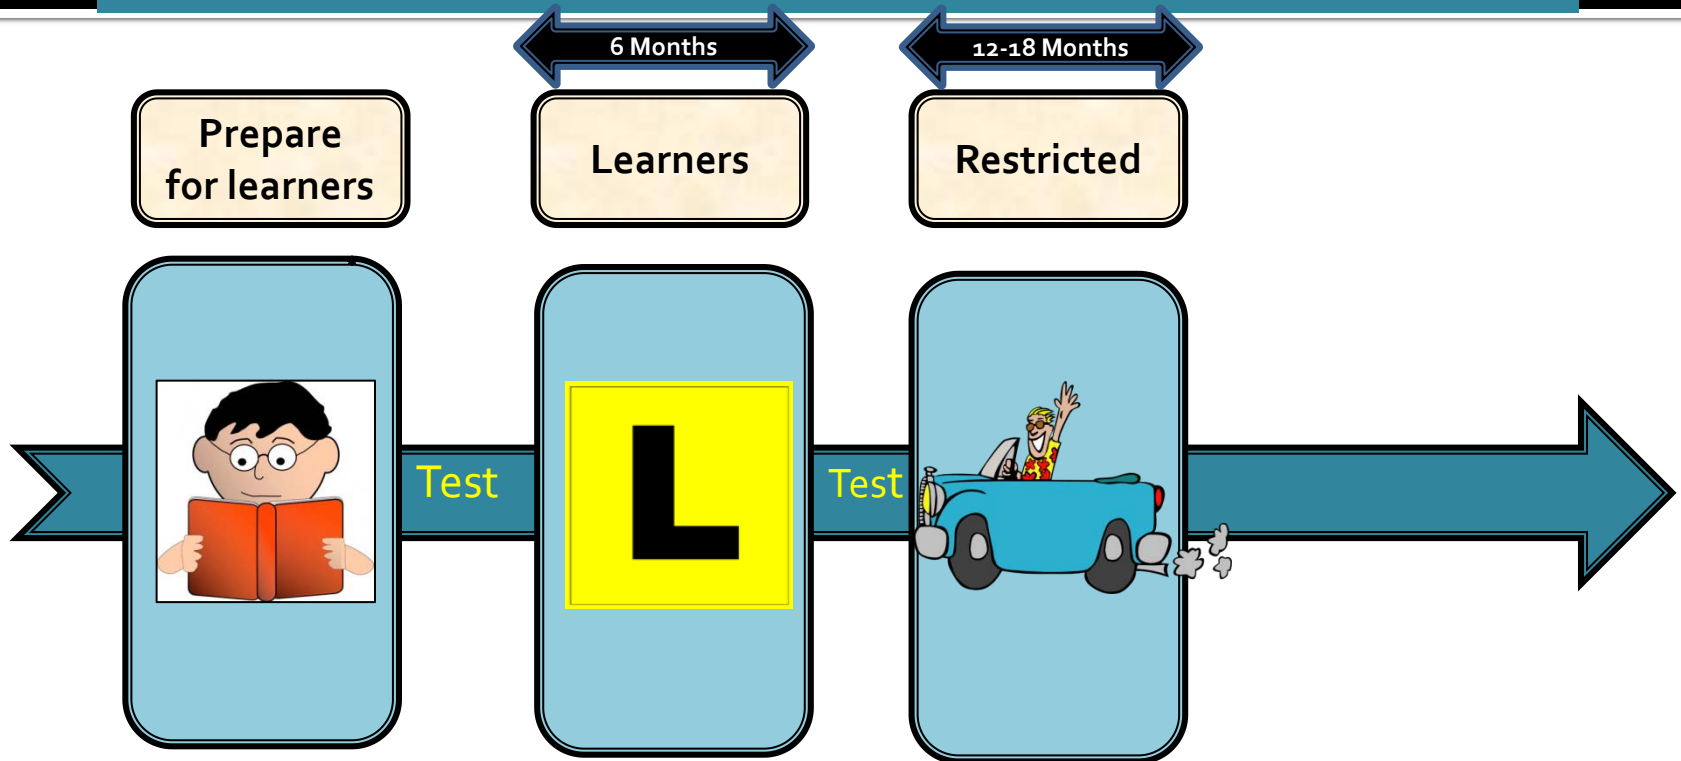 6 Months
12-18 Months
Prepare
for learners
Learners
Restricted
Test
L
Test